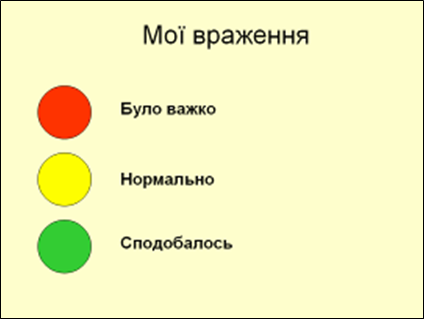 Мої враження
Було важко
Нормально
Сподобалось